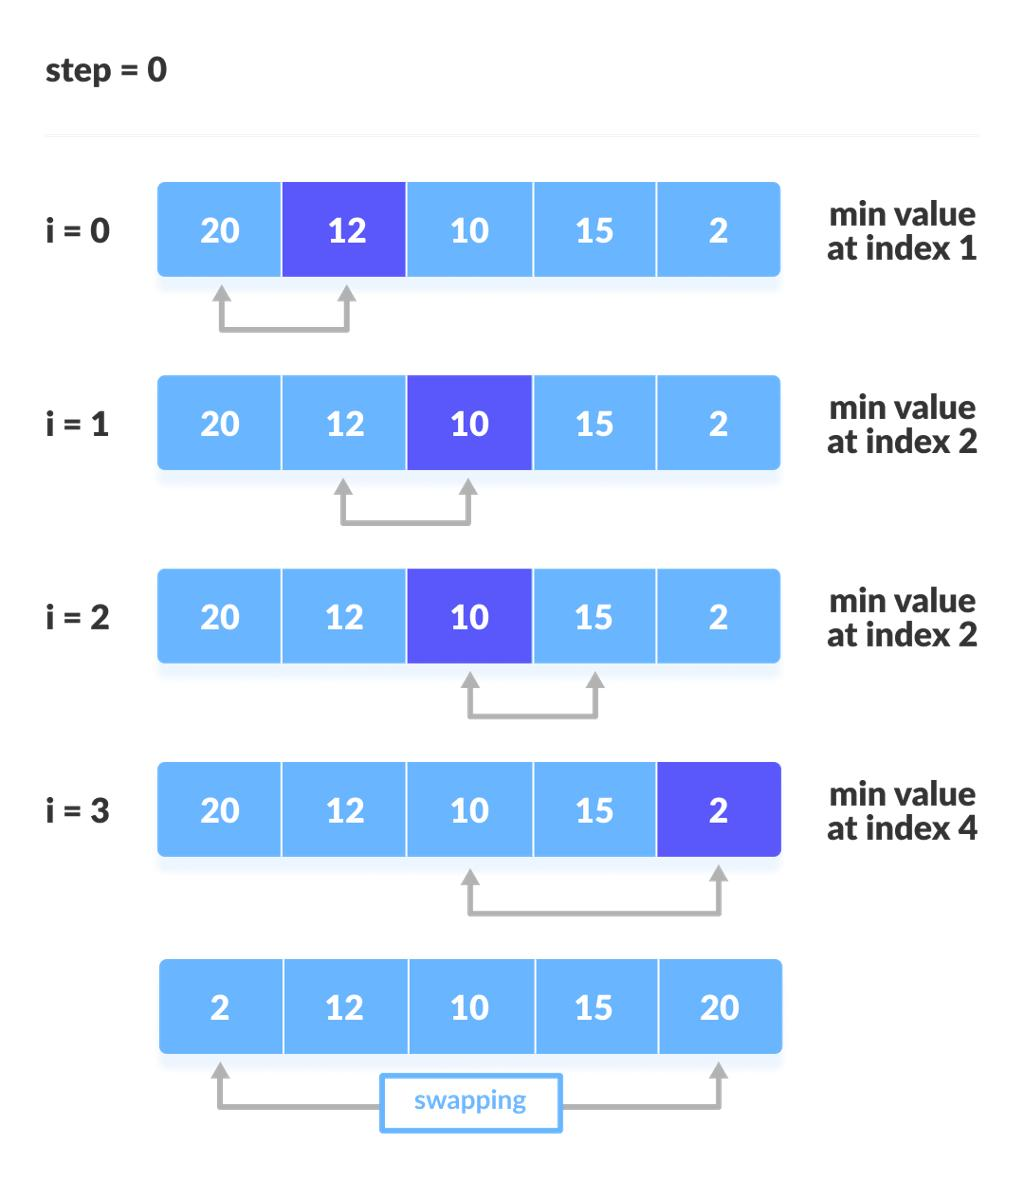 step = 0
i = 0 20 12 10 15 2 min value
at index 1
i = 1 20 12 10 15 2 min value
at index 2
i = 2 20 12 10 15 2 min value
at index 2
i = 3 20 12 10 15 2 min value
at index 4
2 12 10 15 20
swapping